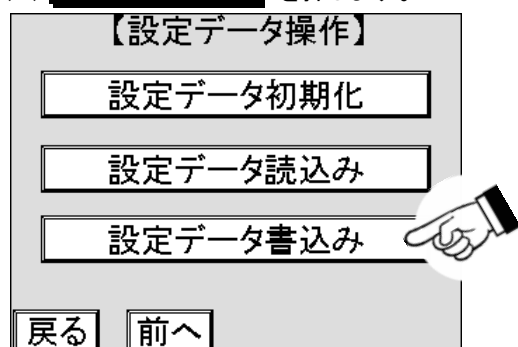 【設定データ操作】
設定データ初期化
設定データ読込み
設定データ書込み
戻る 前へ